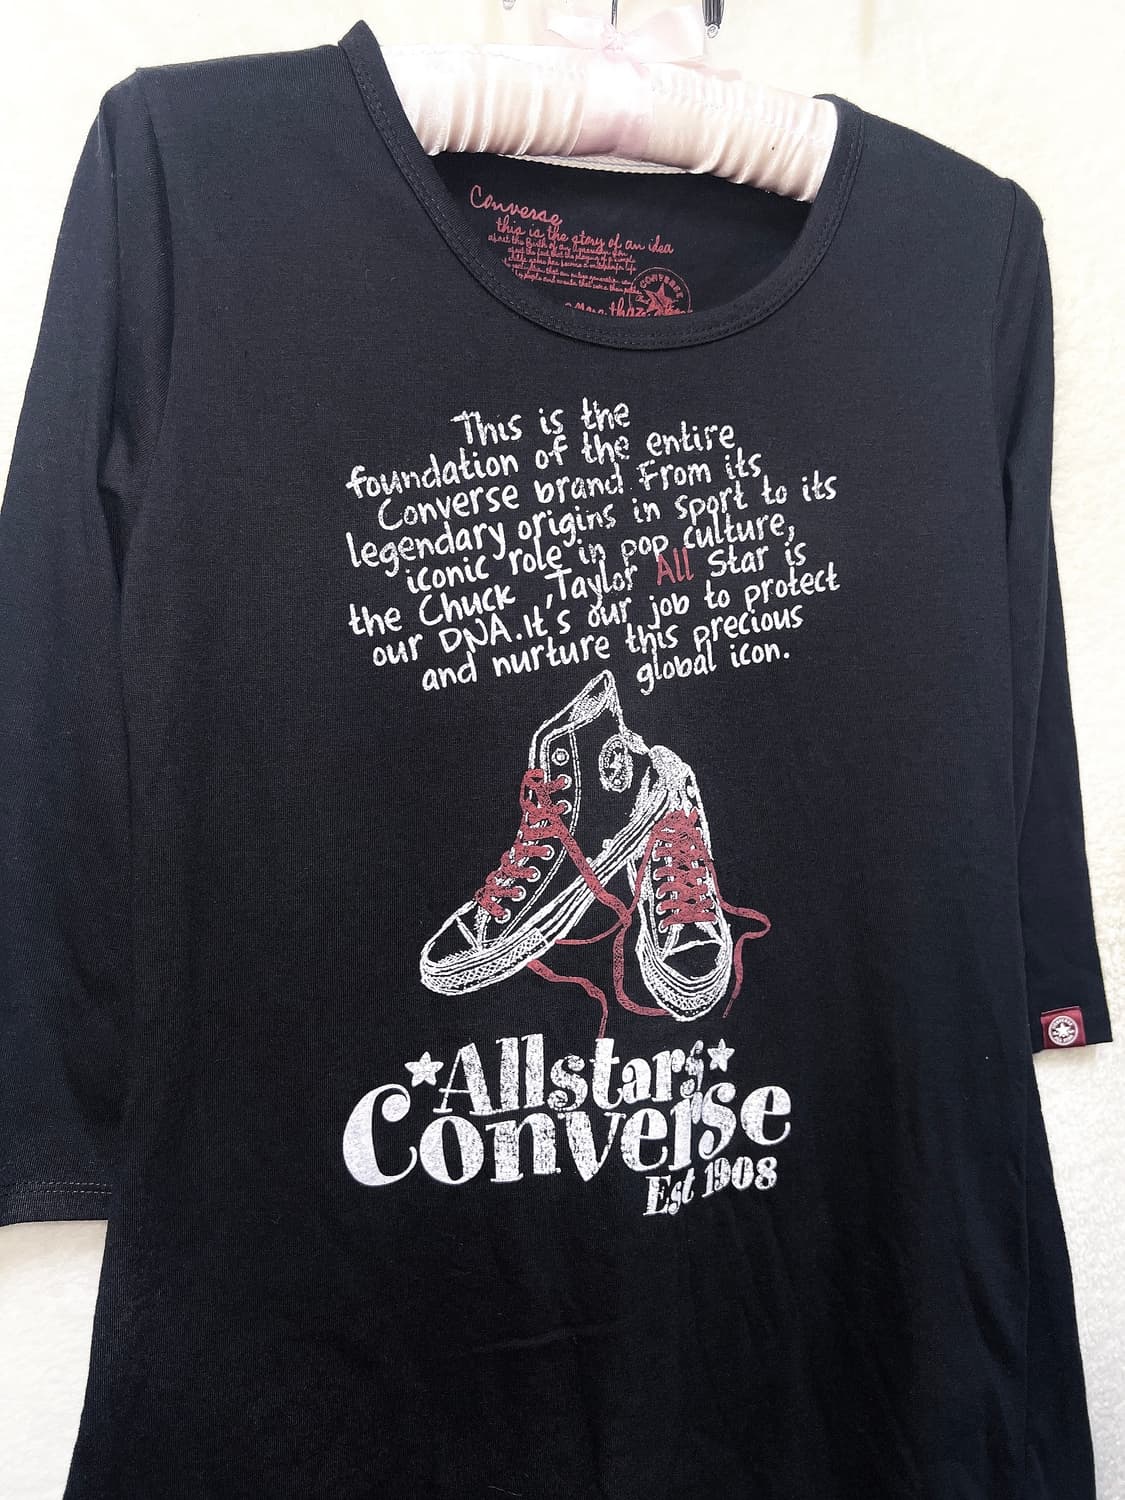 Converse
this is the story of an idea
This is the
foundation of the entire
Converse brand. From its
legendary origins in sport to its
iconic role in pop culture,
the Chuck Taylor All Star is
our DNA. It's our job to protect
and nurture this precious
global icon.
Allstars
Converse
Est 1908
CONVERSE